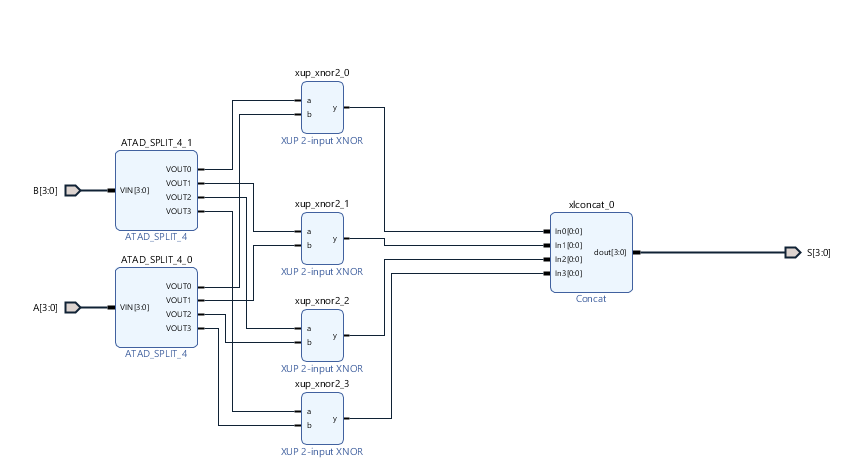 xup_xnor2_0
a
b
y
XUP 2-input XNOR
ATAD_SPLIT_4_1
B[3:0]
VIN[3:0]
VOUT0
VOUT1
VOUT2
VOUT3
ATAD_SPLIT_4
xup_xnor2_1
a
b
y
XUP 2-input XNOR
xlconcat_0
In0[0:0]
In1[0:0]
In2[0:0]
In3[0:0]
dout[3:0]
Concat
S[3:0]
ATAD_SPLIT_4_0
A[3:0]
VIN[3:0]
VOUT0
VOUT1
VOUT2
VOUT3
ATAD_SPLIT_4
xup_xnor2_2
a
b
y
XUP 2-input XNOR
xup_xnor2_3
a
b
y
XUP 2-input XNOR